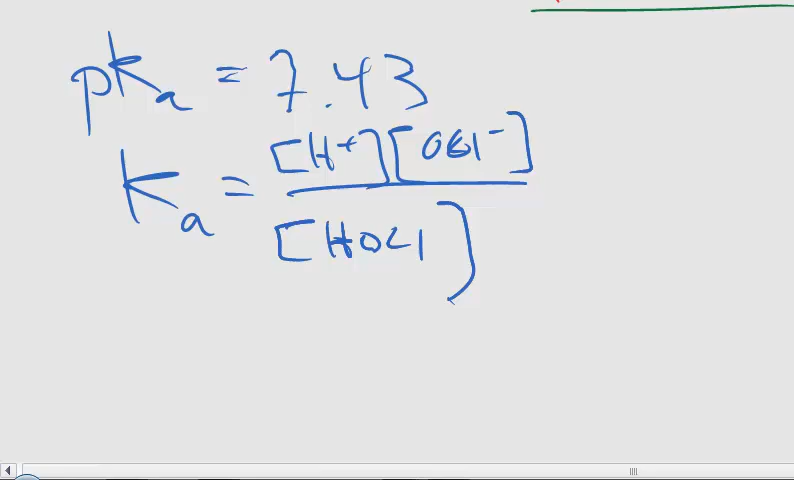 pKa = 7.43
Ka = [H+][OCl-]
[HOCl]